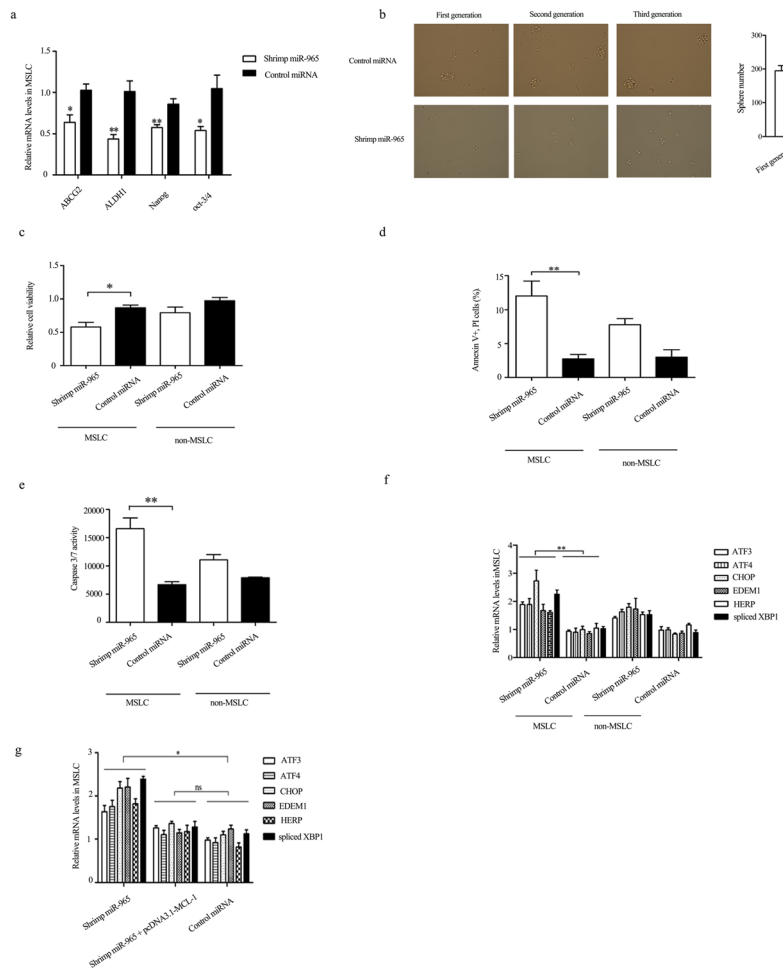 a
Relative mRNA levels in MSLC
1.5
1.0
0.5
0.0
Shrimp miR-965
Control miRNA
*
**
**
*
ABCG2
ALDH1
Nanog
oct-3/4
b
First generation
Second generation
Third generation
Control miRNA
Shrimp miR-965
Sphere number
300
200
100
0
First genera
c
Relative cell viability
1.5
1.0
0.5
0.0
*
Shrimp miR-965
Control miRNA
Shrimp miR-965
Control miRNA
MSLC
non-MSLC
d
Annexin V+, PI cells (%)
15
10
5
0
**
Shrimp miR-965
Control miRNA
Shrimp miR-965
Control miRNA
MSLC
non-MSLC
e
Caspase 3/7 activity
20000
15000
10000
5000
0
**
Shrimp miR-965
Control miRNA
Shrimp miR-965
Control miRNA
MSLC
non-MSLC
f
Relative mRNA levels inMSLC
4
3
2
1
0
**
ATF3
ATF4
CHOP
EDEM1
HERP
spliced XBP1
Shrimp miR-965
Control miRNA
Shrimp miR-965
Control miRNA
MSLC
non-MSLC
g
Relative mRNA levels in MSLC
3
2
1
0
*
ns
ATF3
ATF4
CHOP
EDEM1
HERP
spliced XBP1
Shrimp miR-965
Shrimp miR-965 + pcDNA3.1-MCL-1
Control miRNA